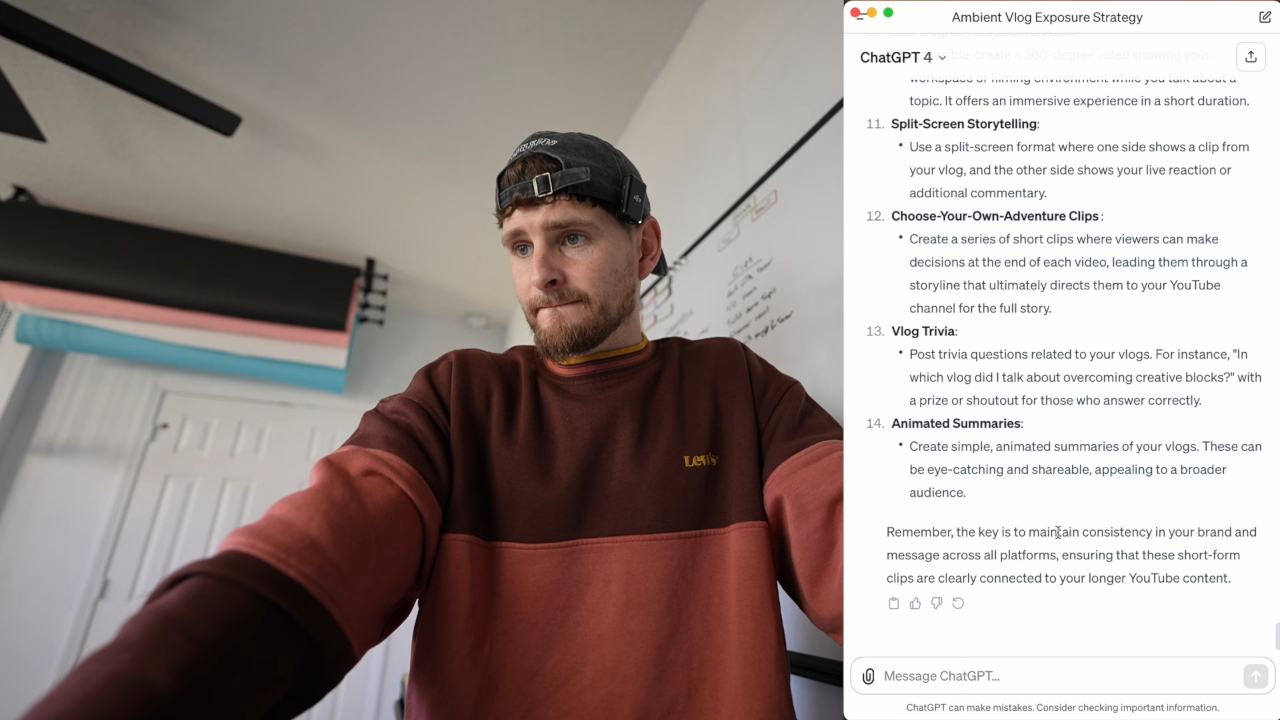 Ambient Vlog Exposure Strategy
ChatGPT 4
possible, create a 360-degree video showing your
workspace or filming environment while you talk about a
topic. It offers an immersive experience in a short duration.
11. Split-Screen Storytelling:
• Use a split-screen format where one side shows a clip from
your vlog, and the other side shows your live reaction or
additional commentary.
12. Choose-Your-Own-Adventure Clips:
• Create a series of short clips where viewers can make
decisions at the end of each video, leading them through a
storyline that ultimately directs them to your YouTube
channel for the full story.
13. Vlog Trivia:
• Post trivia questions related to your vlogs. For instance, "In
which vlog did I talk about overcoming creative blocks?" with
a prize or shoutout for those who answer correctly.
14. Animated Summaries:
• Create simple, animated summaries of your vlogs. These can
be eye-catching and shareable, appealing to a broader
audience.
Remember, the key is to maintain consistency in your brand and
message across all platforms, ensuring that these short-form
clips are clearly connected to your longer YouTube content.
Message ChatGPT...
ChatGPT can make mistakes. Consider checking important information.
Levi's